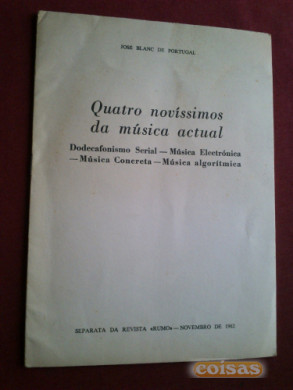 JOSÉ BLANC DE PORTUGAL
Quatro novíssimos
da música actual
Dodecafonismo Serial — Música Electrónica
— Música Concreta — Música algorítmica
SEPARATA DA REVISTA «RUMO» — NOVEMBRO DE 1962
coisas